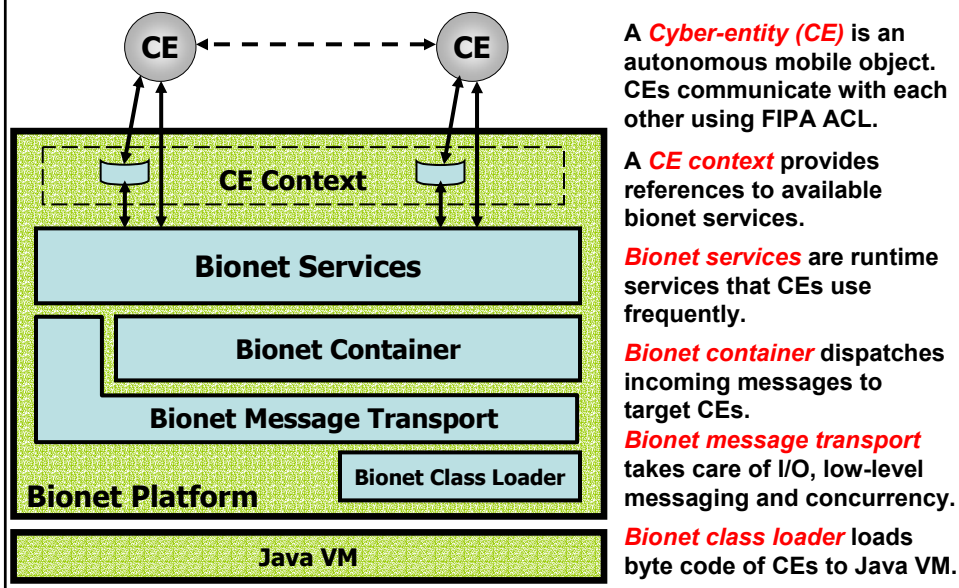 CE
CE
CE Context
Bionet Services
Bionet Container
Bionet Message Transport
Bionet Class Loader
Bionet Platform
Java VM
A Cyber-entity (CE) is an
autonomous mobile object.
CEs communicate with each
other using FIPA ACL.
A CE context provides
references to available
bionet services.
Bionet services are runtime
services that CEs use
frequently.
Bionet container dispatches
incoming messages to
target CEs.
Bionet message transport
takes care of I/O, low-level
messaging and concurrency.
Bionet class loader loads
byte code of CEs to Java VM.